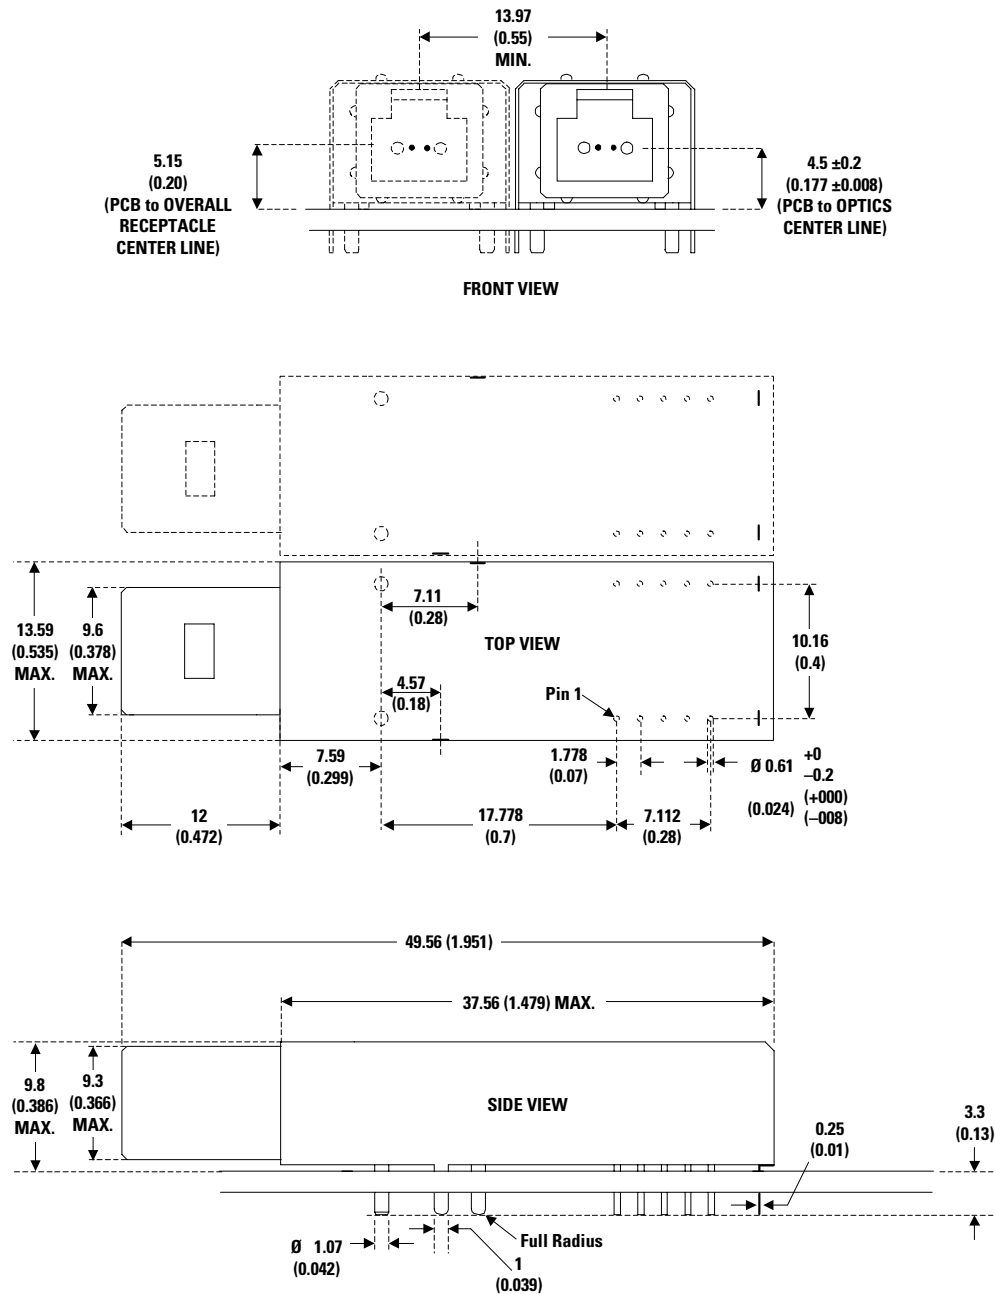 13.97
(0.55)
MIN.
5.15
(0.20)
(PCB to OVERALL
RECEPTACLE
CENTER LINE)
4.5 ±0.2
(0.177 ±0.008)
(PCB to OPTICS
CENTER LINE)
FRONT VIEW
13.59
(0.535)
MAX.
9.6
(0.378)
MAX.
7.11
(0.28)
TOP VIEW
10.16
(0.4)
4.57
(0.18)
Pin 1
7.59
(0.299)
1.778
(0.07)
Ø 0.61
+0
–0.2
(0.024)
(+000)
(–008)
12
(0.472)
17.778
(0.7)
7.112
(0.28)
49.56 (1.951)
37.56 (1.479) MAX.
9.8
(0.386)
MAX.
9.3
(0.366)
MAX.
SIDE VIEW
0.25
(0.01)
3.3
(0.13)
Ø 1.07
(0.042)
Full Radius
1
(0.039)